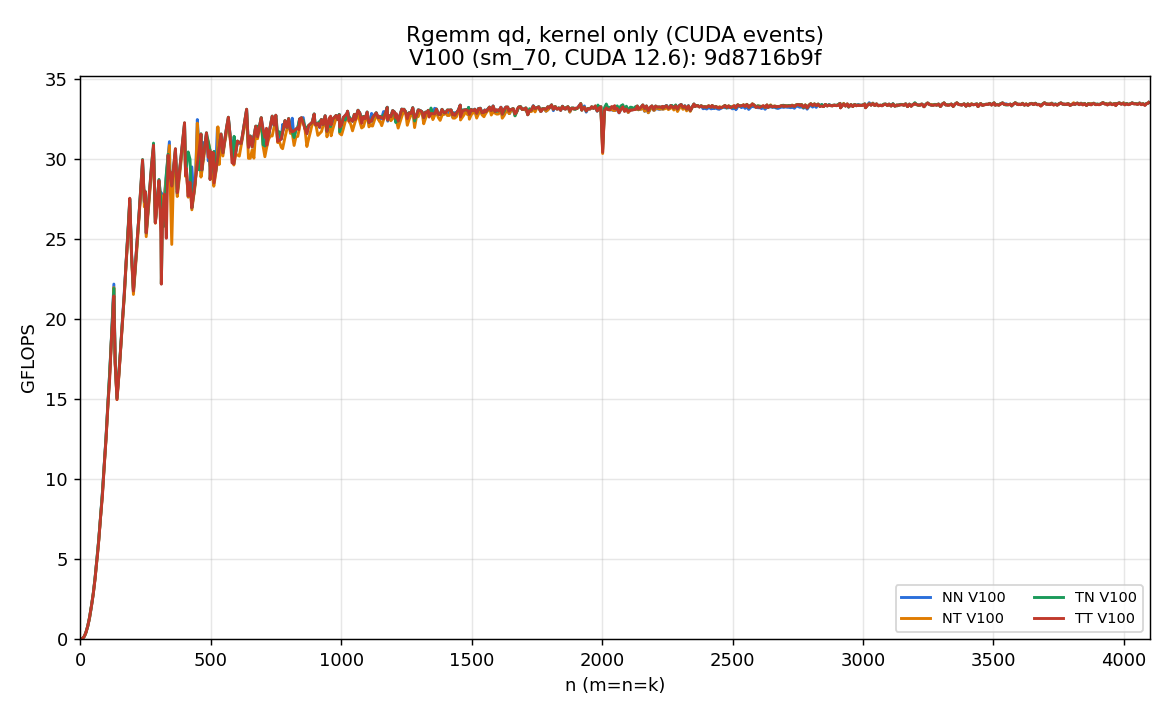 Rgemm qd, kernel only (CUDA events)
V100 (sm_70, CUDA 12.6): 9d8716b9f
35
30
25
20
15
10
5
0
GFLOPS
0 500 1000 1500 2000 2500 3000 3500 4000
n (m=n=k)
NN V100 TN V100
NT V100 TT V100